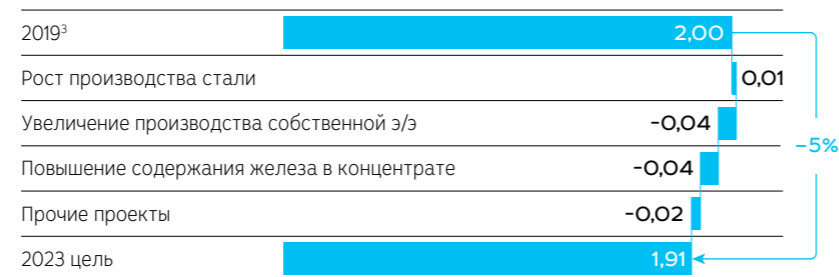 2019³ 2,00
Рост производства стали 0,01
Увеличение производства собственной э/э -0,04
–5%
Повышение содержания железа в концентрате -0,04
Прочие проекты -0,02
2023 цель 1,91